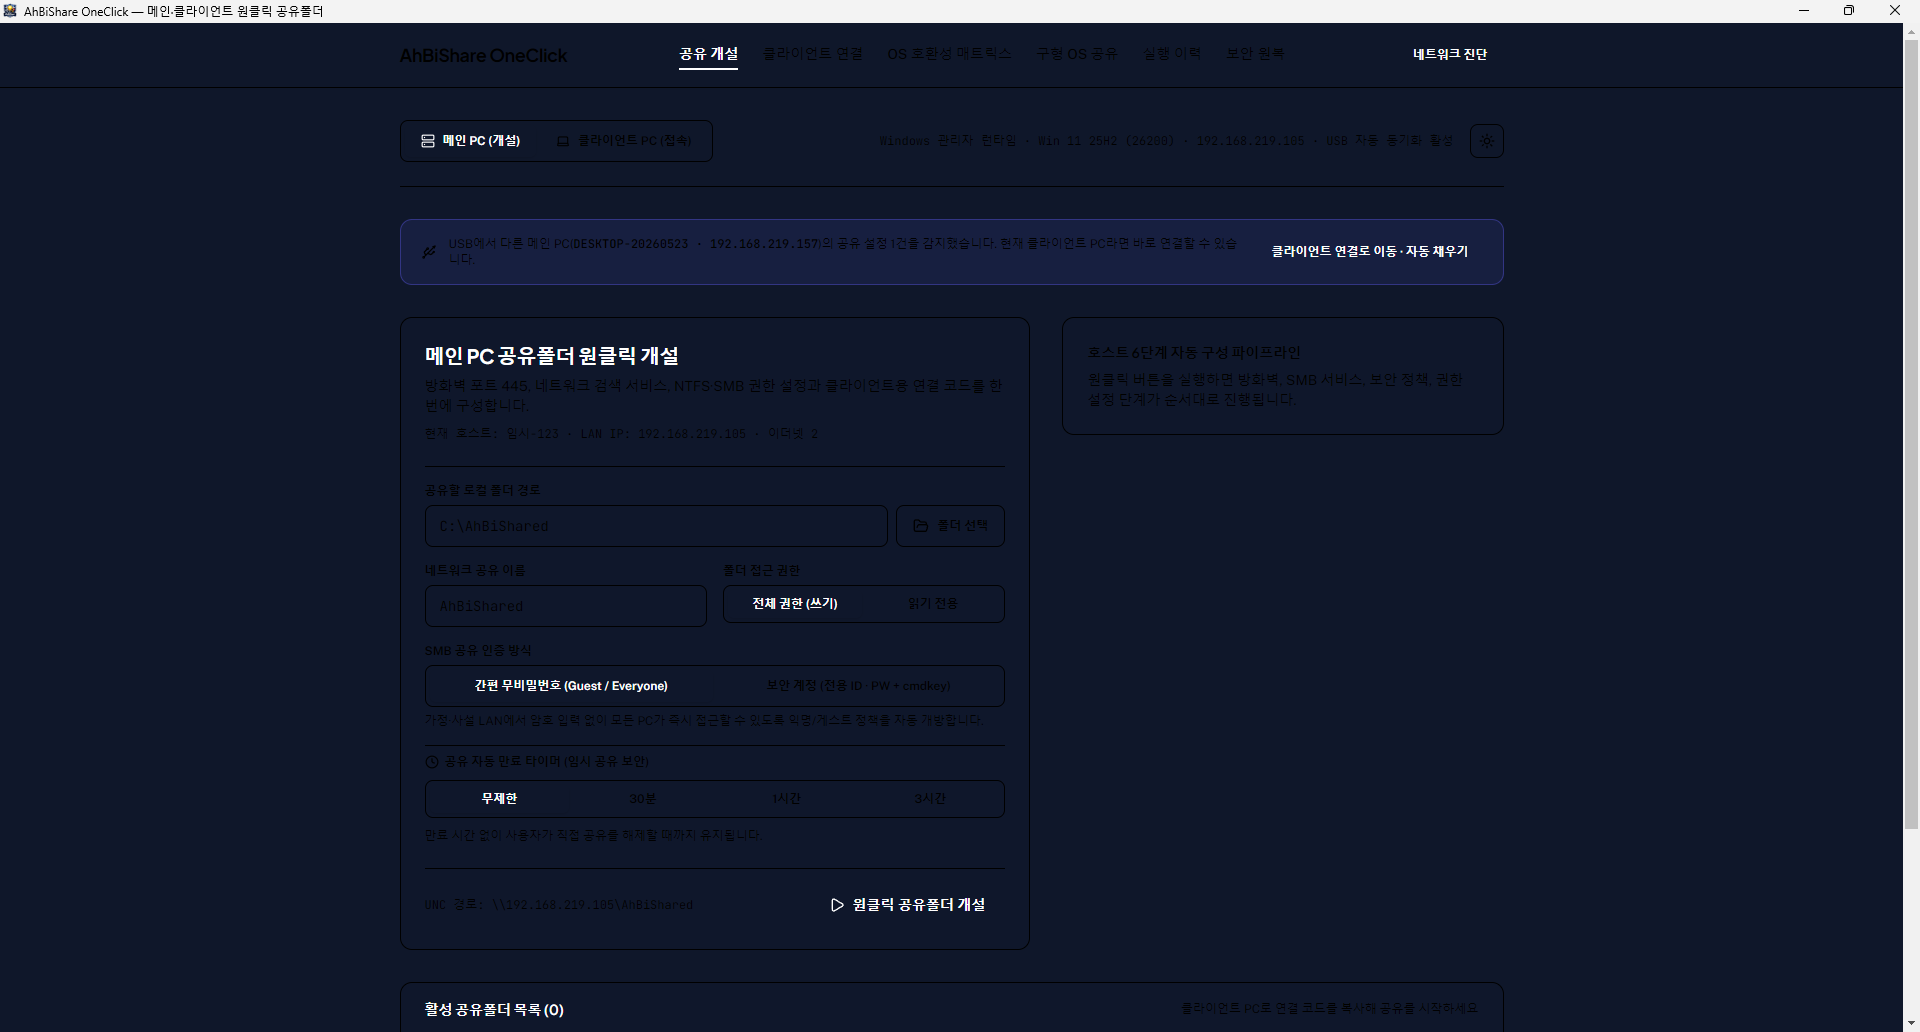 AhBiShare OneClick — 메인·클라이언트 원클릭 공유폴더
AhBiShare OneClick
공유 개설
클라이언트 연결
OS 호환성 매트릭스
구형 OS 공유
실행 이력
보안 원복
네트워크 진단
메인 PC (개설)
클라이언트 PC (접속)
Windows 관리자 런타임 · Win 11 25H2 (26200) · 192.168.219.105 · USB 자동 동기화 활성
USB에서 다른 메인 PC(DESKTOP-20260523 · 192.168.219.157)의 공유 설정 1건을 감지했습니다. 현재 클라이언트 PC라면 바로 연결할 수 있습
니다.
클라이언트 연결로 이동 · 자동 채우기
메인 PC 공유폴더 원클릭 개설
방화벽 포트 445, 네트워크 검색 서비스, NTFS·SMB 권한 설정과 클라이언트용 연결 코드를 한
번에 구성합니다.
현재 호스트: 임시-123 · LAN IP: 192.168.219.105 · 이더넷 2
호스트 6단계 자동 구성 파이프라인
원클릭 버튼을 실행하면 방화벽, SMB 서비스, 보안 정책, 권한
설정 단계가 순서대로 진행됩니다.
공유할 로컬 폴더 경로
C:\AhBiShared
폴더 선택
네트워크 공유 이름
폴더 접근 권한
AhBiShared
전체 권한 (쓰기)
읽기 전용
SMB 공유 인증 방식
간편 무비밀번호 (Guest / Everyone)
보안 계정 (전용 ID · PW + cmdkey)
가정·사설 LAN에서 암호 입력 없이 모든 PC가 즉시 접근할 수 있도록 익명/게스트 정책을 자동 개방합니다.
공유 자동 만료 타이머 (임시 공유 보안)
무제한
30분
1시간
3시간
만료 시간 없이 사용자가 직접 공유를 해제할 때까지 유지됩니다.
UNC 경로: \\192.168.219.105\AhBiShared
원클릭 공유폴더 개설
활성 공유폴더 목록 (0)
클라이언트 PC로 연결 코드를 복사해 공유를 시작하세요